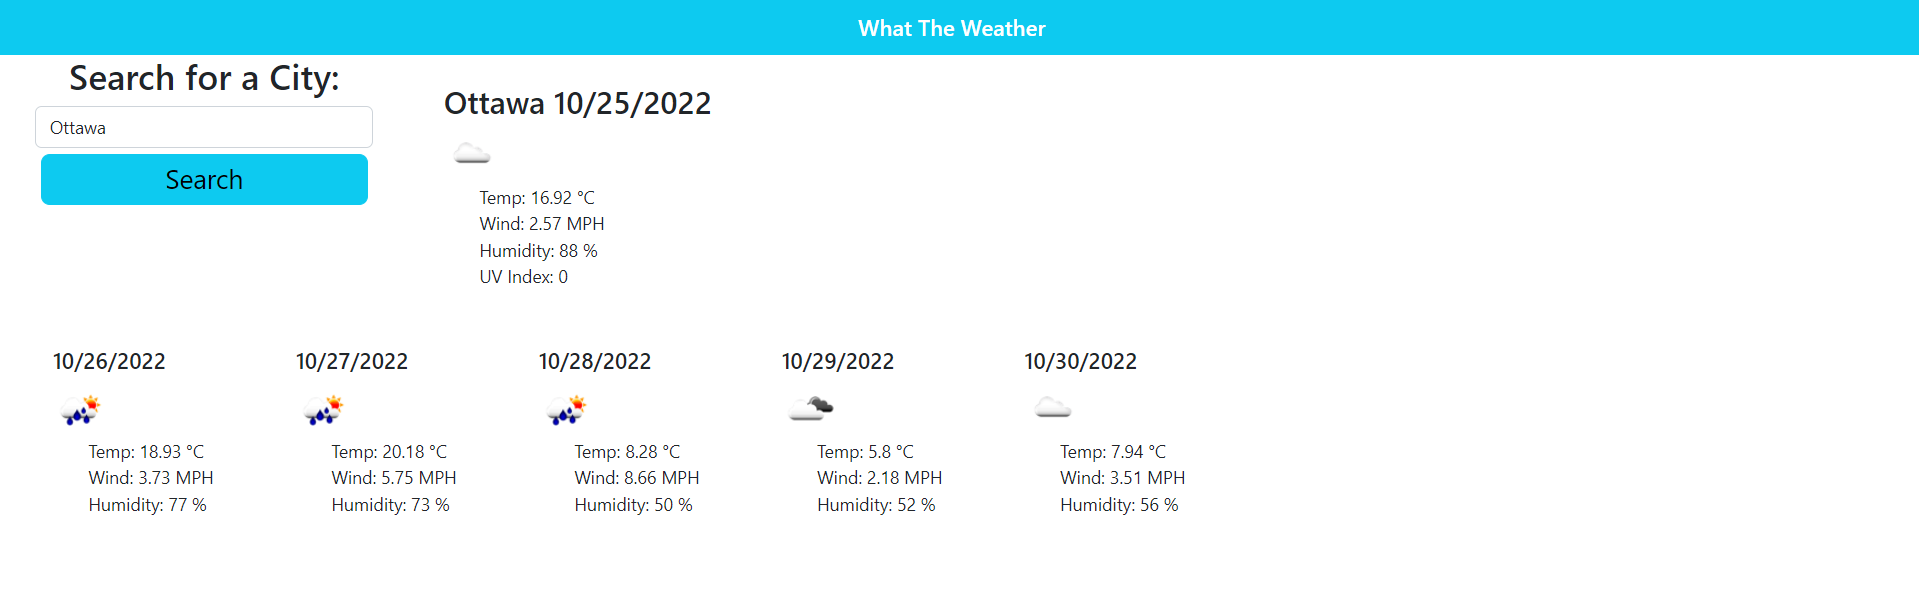 What The Weather
Search for a City:
Ottawa
Search
Ottawa 10/25/2022
Temp: 16.92 °C
Wind: 2.57 MPH
Humidity: 88 %
UV Index: 0
10/26/2022
Temp: 18.93 °C
Wind: 3.73 MPH
Humidity: 77 %
10/27/2022
Temp: 20.18 °C
Wind: 5.75 MPH
Humidity: 73 %
10/28/2022
Temp: 8.28 °C
Wind: 8.66 MPH
Humidity: 50 %
10/29/2022
Temp: 5.8 °C
Wind: 2.18 MPH
Humidity: 52 %
10/30/2022
Temp: 7.94 °C
Wind: 3.51 MPH
Humidity: 56 %